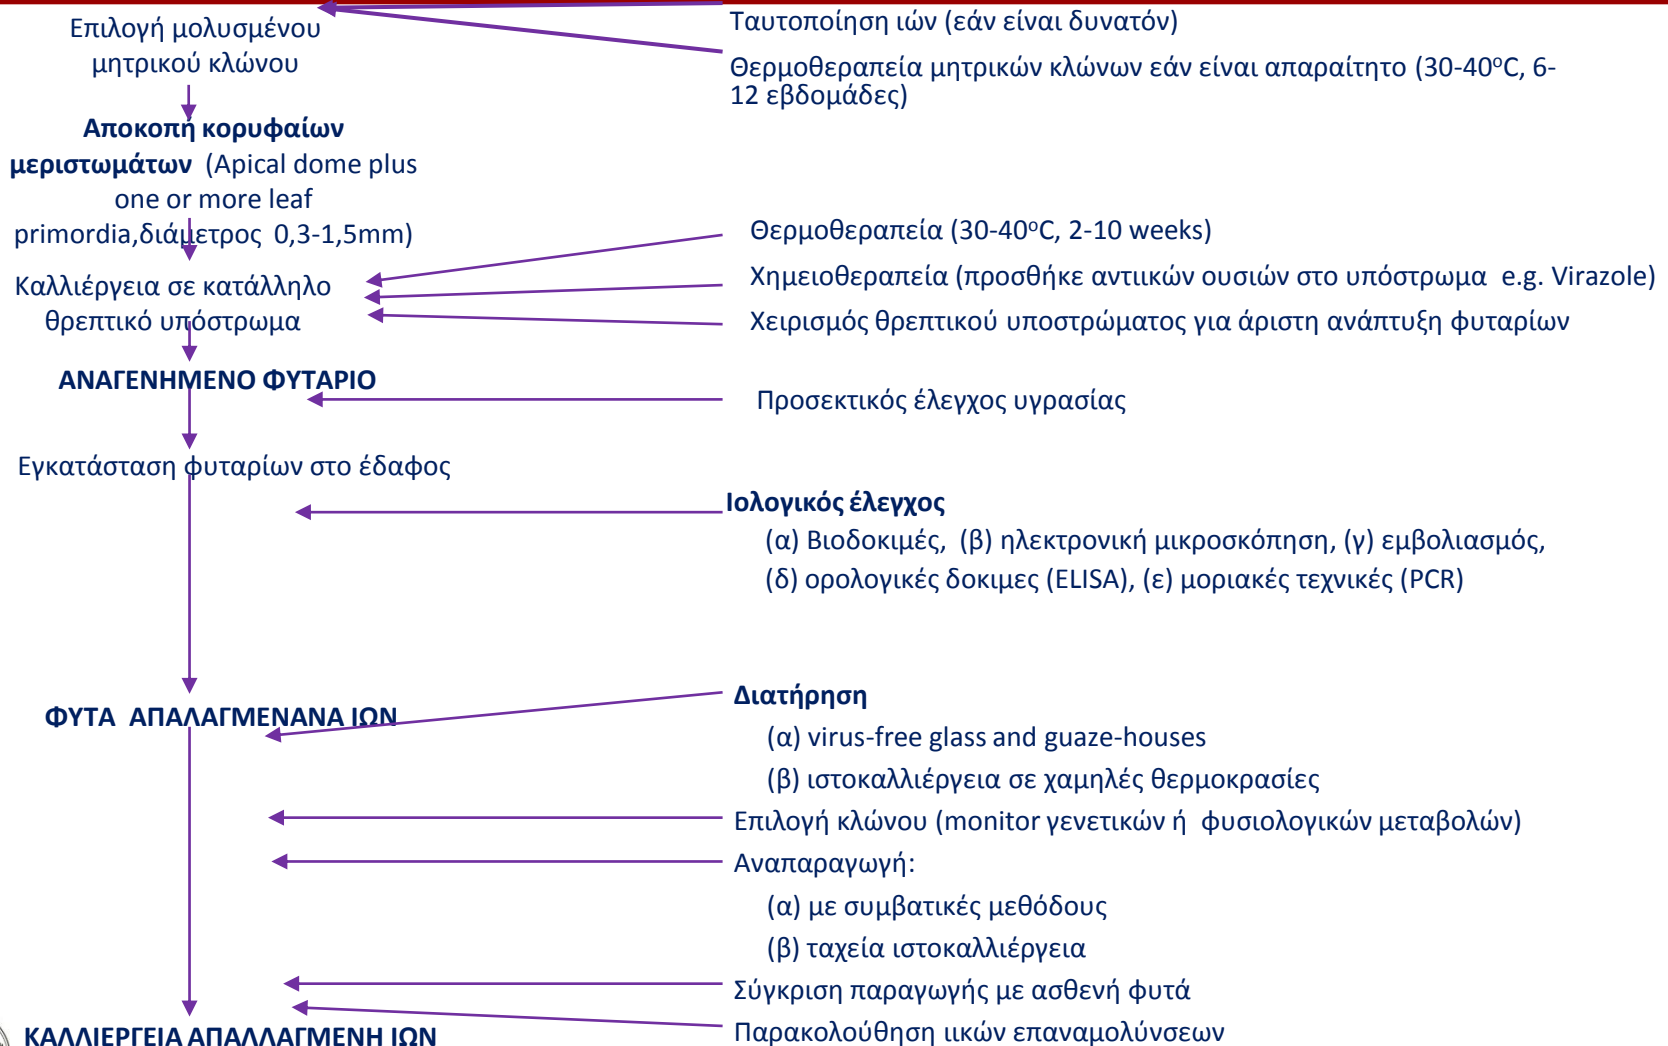 Επιλογή μολυσμένου
μητρικού κλώνου
Αποκοπή κορυφαίων
μεριστωμάτων (Apical dome plus
one or more leaf
primordia,διάμετρος 0,3-1,5mm)
Καλλιέργεια σε κατάλληλο
θρεπτικό υπόστρωμα
ΑΝΑΓΕΝΗΜΕΝΟ ΦΥΤΑΡΙΟ
Εγκατάσταση φυταρίων στο έδαφος
ΦΥΤΑ ΑΠΑΛΑΓΜΕΝΑΝΑ ΙΩΝ
ΚΑΛΛΙΕΡΓΕΙΑ ΑΠΑΛΛΑΓΜΕΝΗ ΙΩΝ
Ταυτοποίηση ιών (εάν είναι δυνατόν)
Θερμοθεραπεία μητρικών κλώνων εάν είναι απαραίτητο (30-40οC, 6-
12 εβδομάδες)
Θερμοθεραπεία (30-40οC, 2-10 weeks)
Χημειοθεραπεία (προσθήκε αντιικών ουσιών στο υπόστρωμα e.g. Virazole)
Χειρισμός θρεπτικού υποστρώματος για άριστη ανάπτυξη φυταρίων
Προσεκτικός έλεγχος υγρασίας
Ιολογικός έλεγχος
(α) Βιοδοκιμές, (β) ηλεκτρονική μικροσκόπηση, (γ) εμβολιασμός,
(δ) ορολογικές δοκιμες (ELISA), (ε) μοριακές τεχνικές (PCR)
Διατήρηση
(α) virus-free glass and guaze-houses
(β) ιστοκαλλιέργεια σε χαμηλές θερμοκρασίες
Επιλογή κλώνου (monitor γενετικών ή φυσιολογικών μεταβολών)
Αναπαραγωγή:
(α) με συμβατικές μεθόδους
(β) ταχεία ιστοκαλλιέργεια
Σύγκριση παραγωγής με ασθενή φυτά
Παρακολούθηση ιικών επαναμολύνσεων